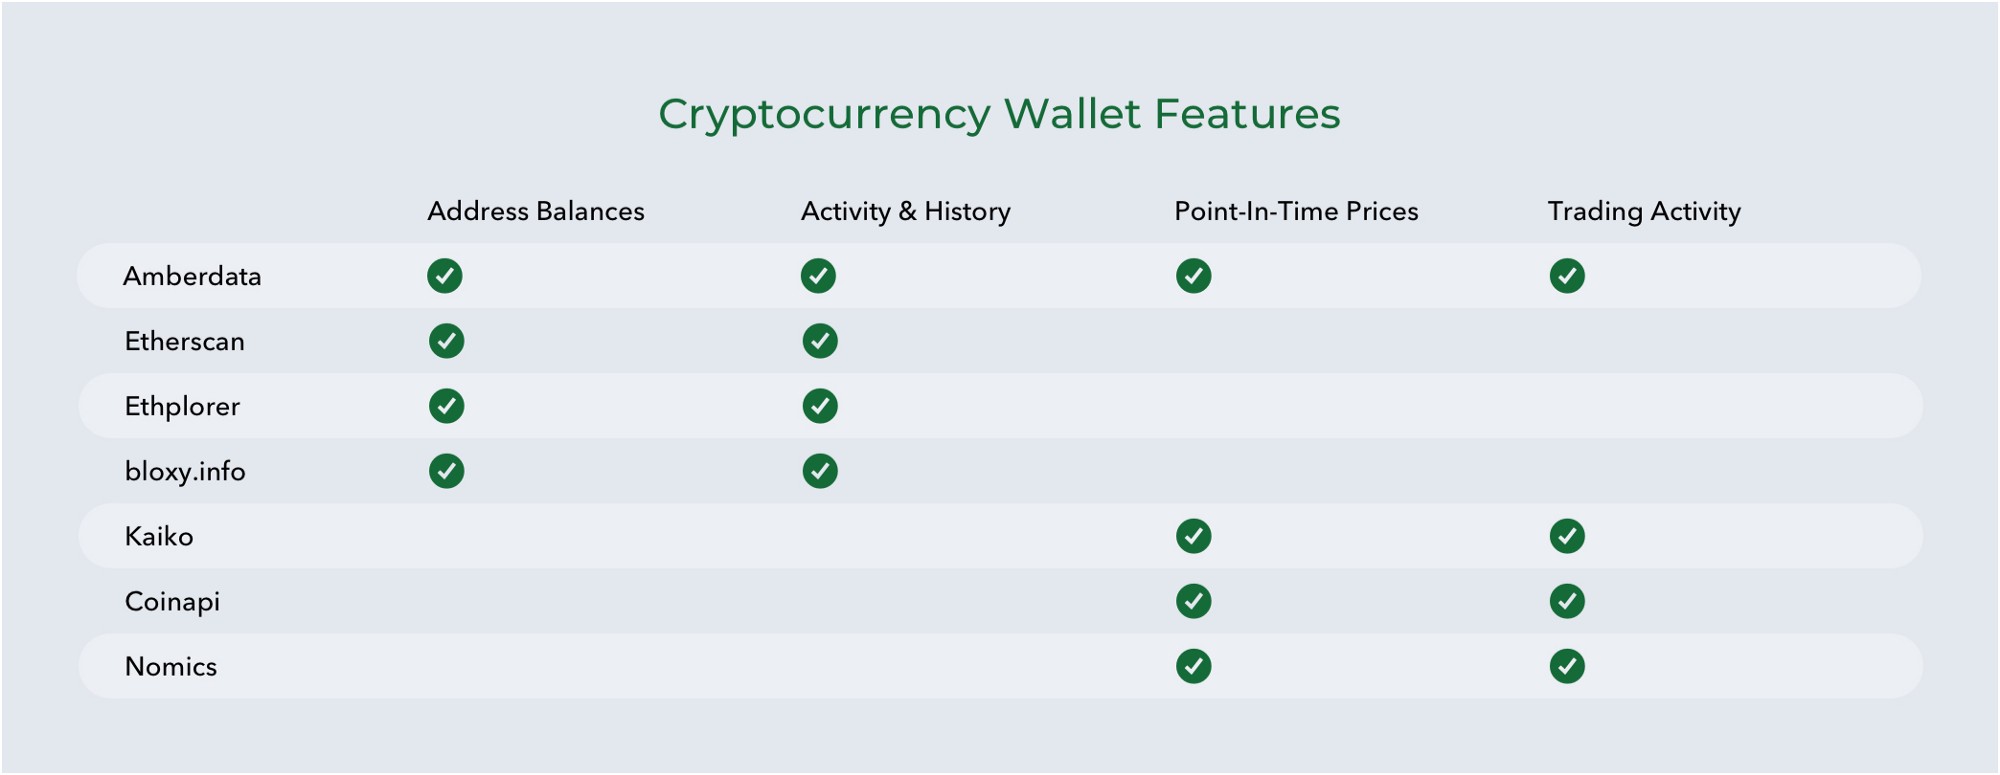 Cryptocurrency Wallet Features
Address Balances Activity & History Point-In-Time Prices Trading Activity
Amberdata
Etherscan
Ethplorer
bloxy.info
Kaiko
Coinapi
Nomics